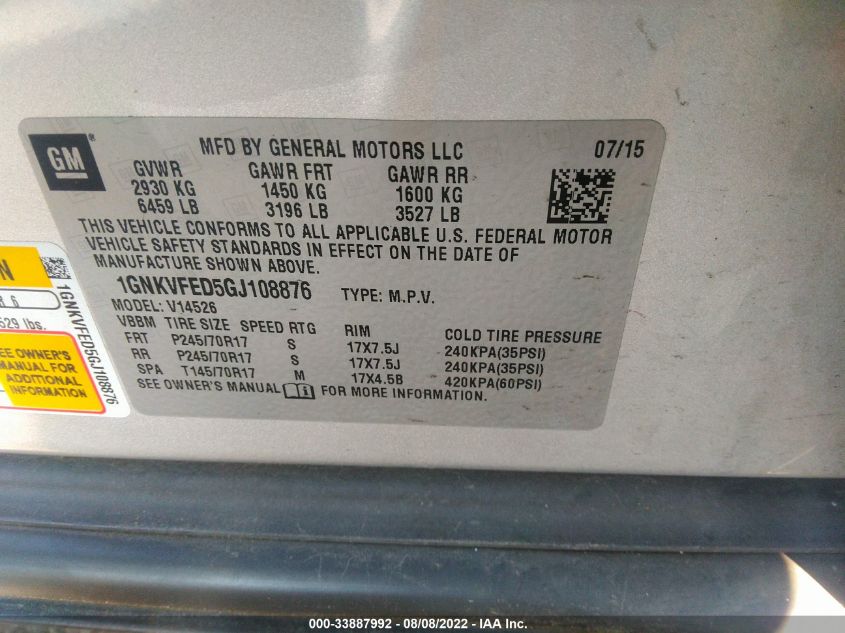 GM
MFD BY GENERAL MOTORS LLC 07/15
GVWR GAWR FRT GAWR RR
2930 KG 1450 KG 1600 KG
6459 LB 3196 LB 3527 LB
THIS VEHICLE CONFORMS TO ALL APPLICABLE U.S. FEDERAL MOTOR
VEHICLE SAFETY STANDARDS IN EFFECT ON THE DATE OF
MANUFACTURE SHOWN ABOVE.
1GNKVFED5GJ108876 TYPE: M.P.V.
MODEL: V14526
VBBM TIRE SIZE SPEED RTG RIM COLD TIRE PRESSURE
FRT P245/70R17 S 17X7.5J 240KPA(35PSI)
RR P245/70R17 S 17X7.5J 240KPA(35PSI)
SPA T145/70R17 M 17X4.5B 420KPA(60PSI)
SEE OWNER'S MANUAL FOR MORE INFORMATION.
N
R 6
529 lbs.
SEE OWNER'S
MANUAL FOR
ADDITIONAL
INFORMATION
1GNKVFED5GJ108876
000-33887992 - 08/08/2022 - IAA Inc.